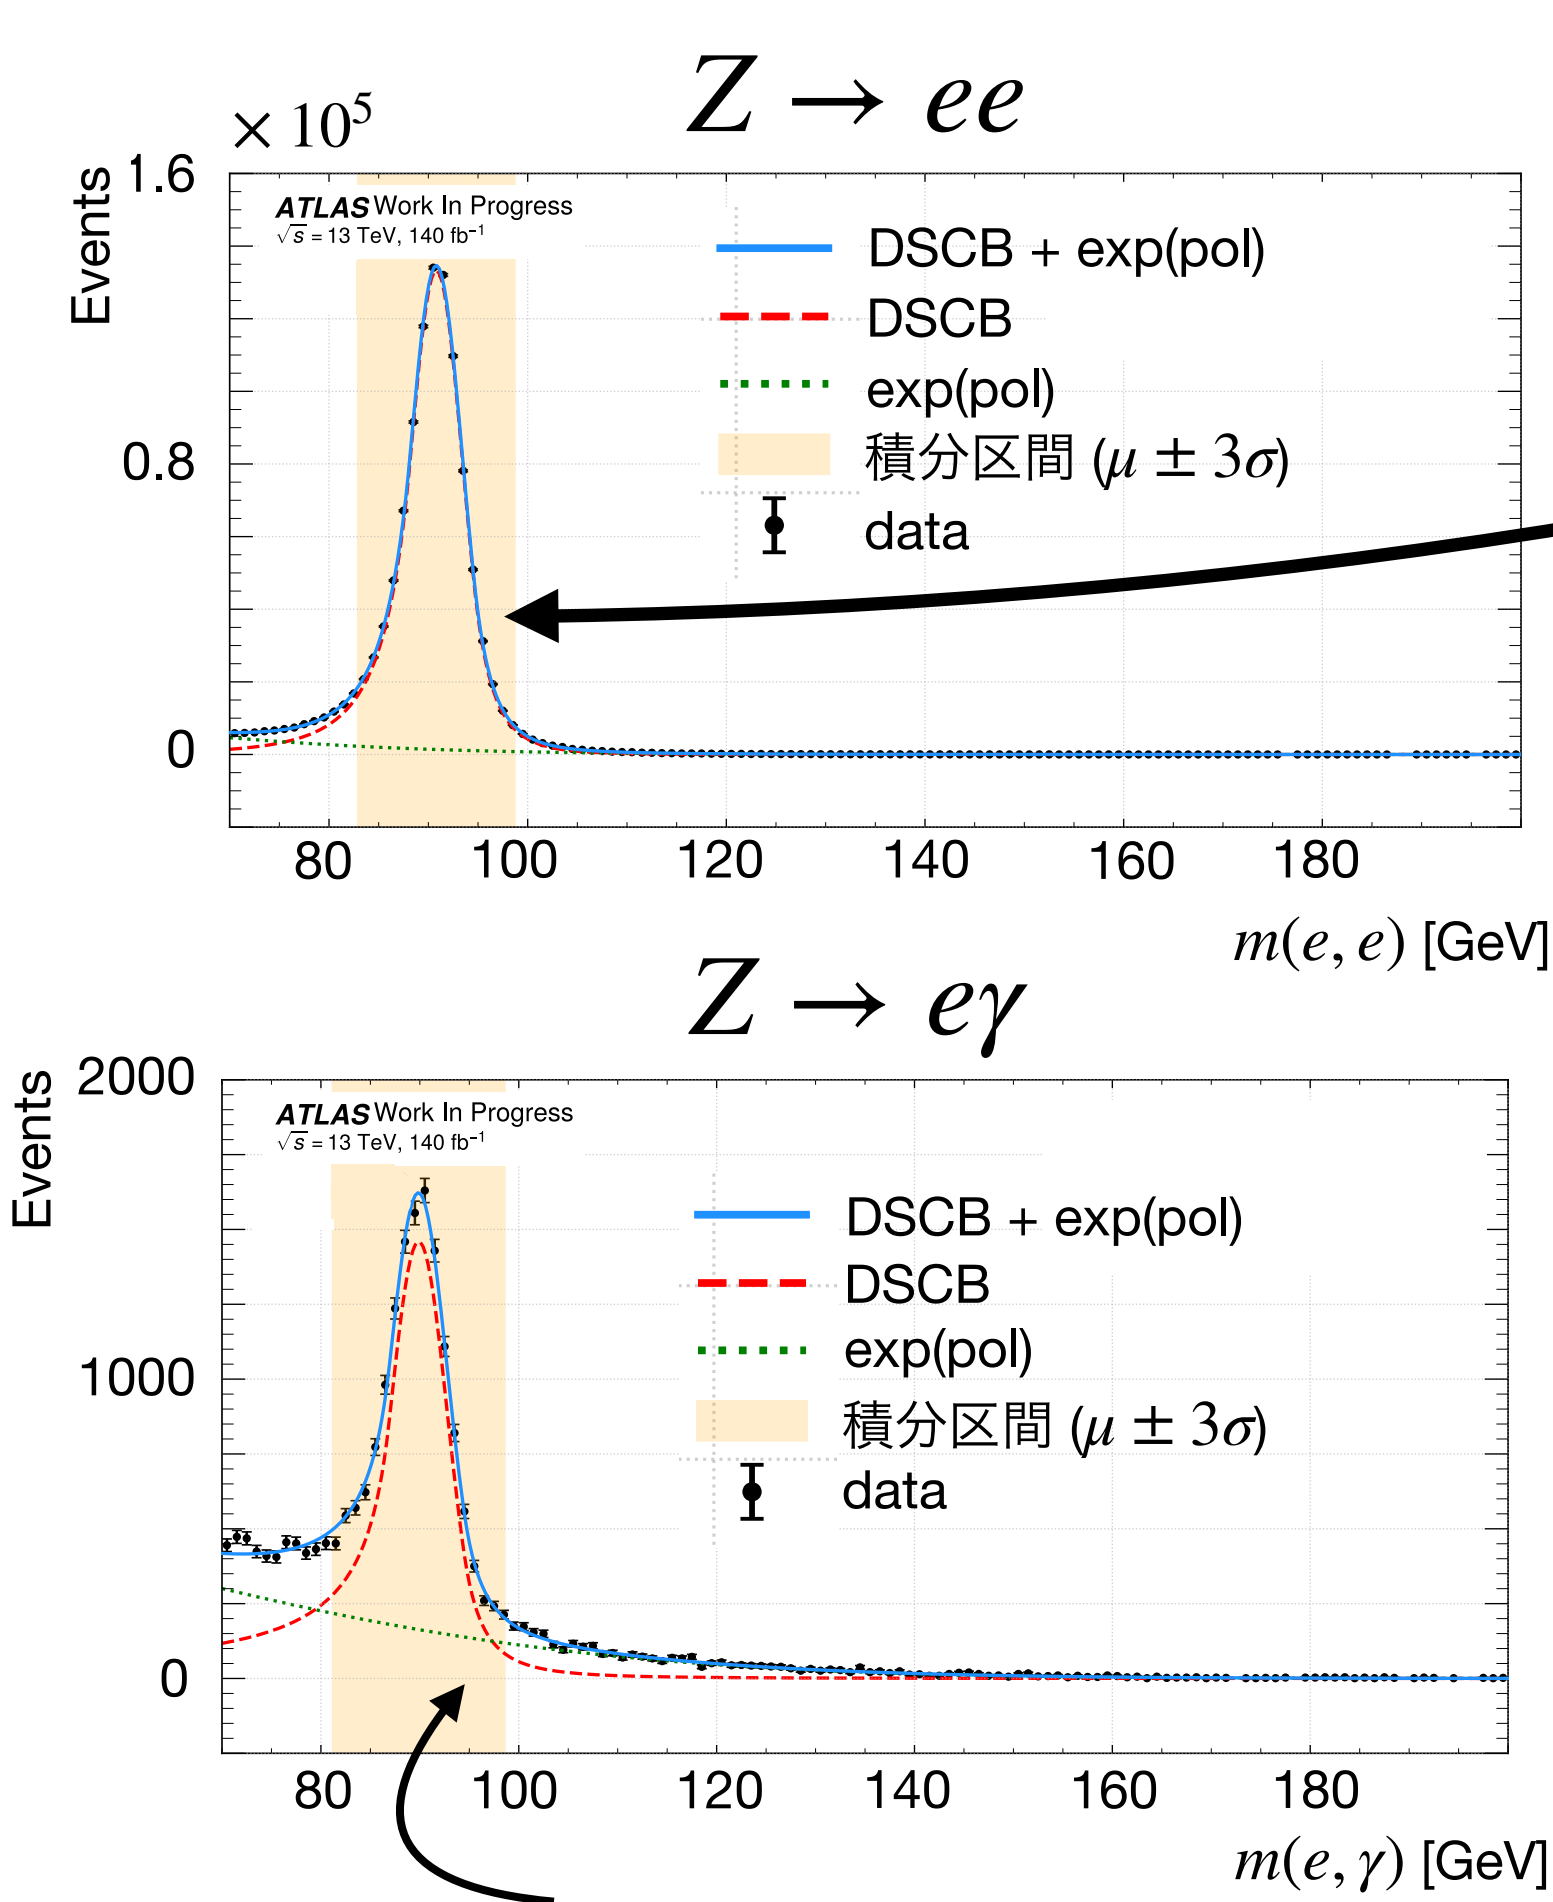 Z → ee
× 10⁵
Events
1.6
0.8
0
ATLAS Work In Progress
√s = 13 TeV, 140 fb⁻¹
DSCB + exp(pol)
DSCB
exp(pol)
積分区間 (μ ± 3σ)
data
80 100 120 140 160 180
m(e, e) [GeV]
Z → eγ
Events
2000
1000
0
ATLAS Work In Progress
√s = 13 TeV, 140 fb⁻¹
DSCB + exp(pol)
DSCB
exp(pol)
積分区間 (μ ± 3σ)
data
80 100 120 140 160 180
m(e, γ) [GeV]